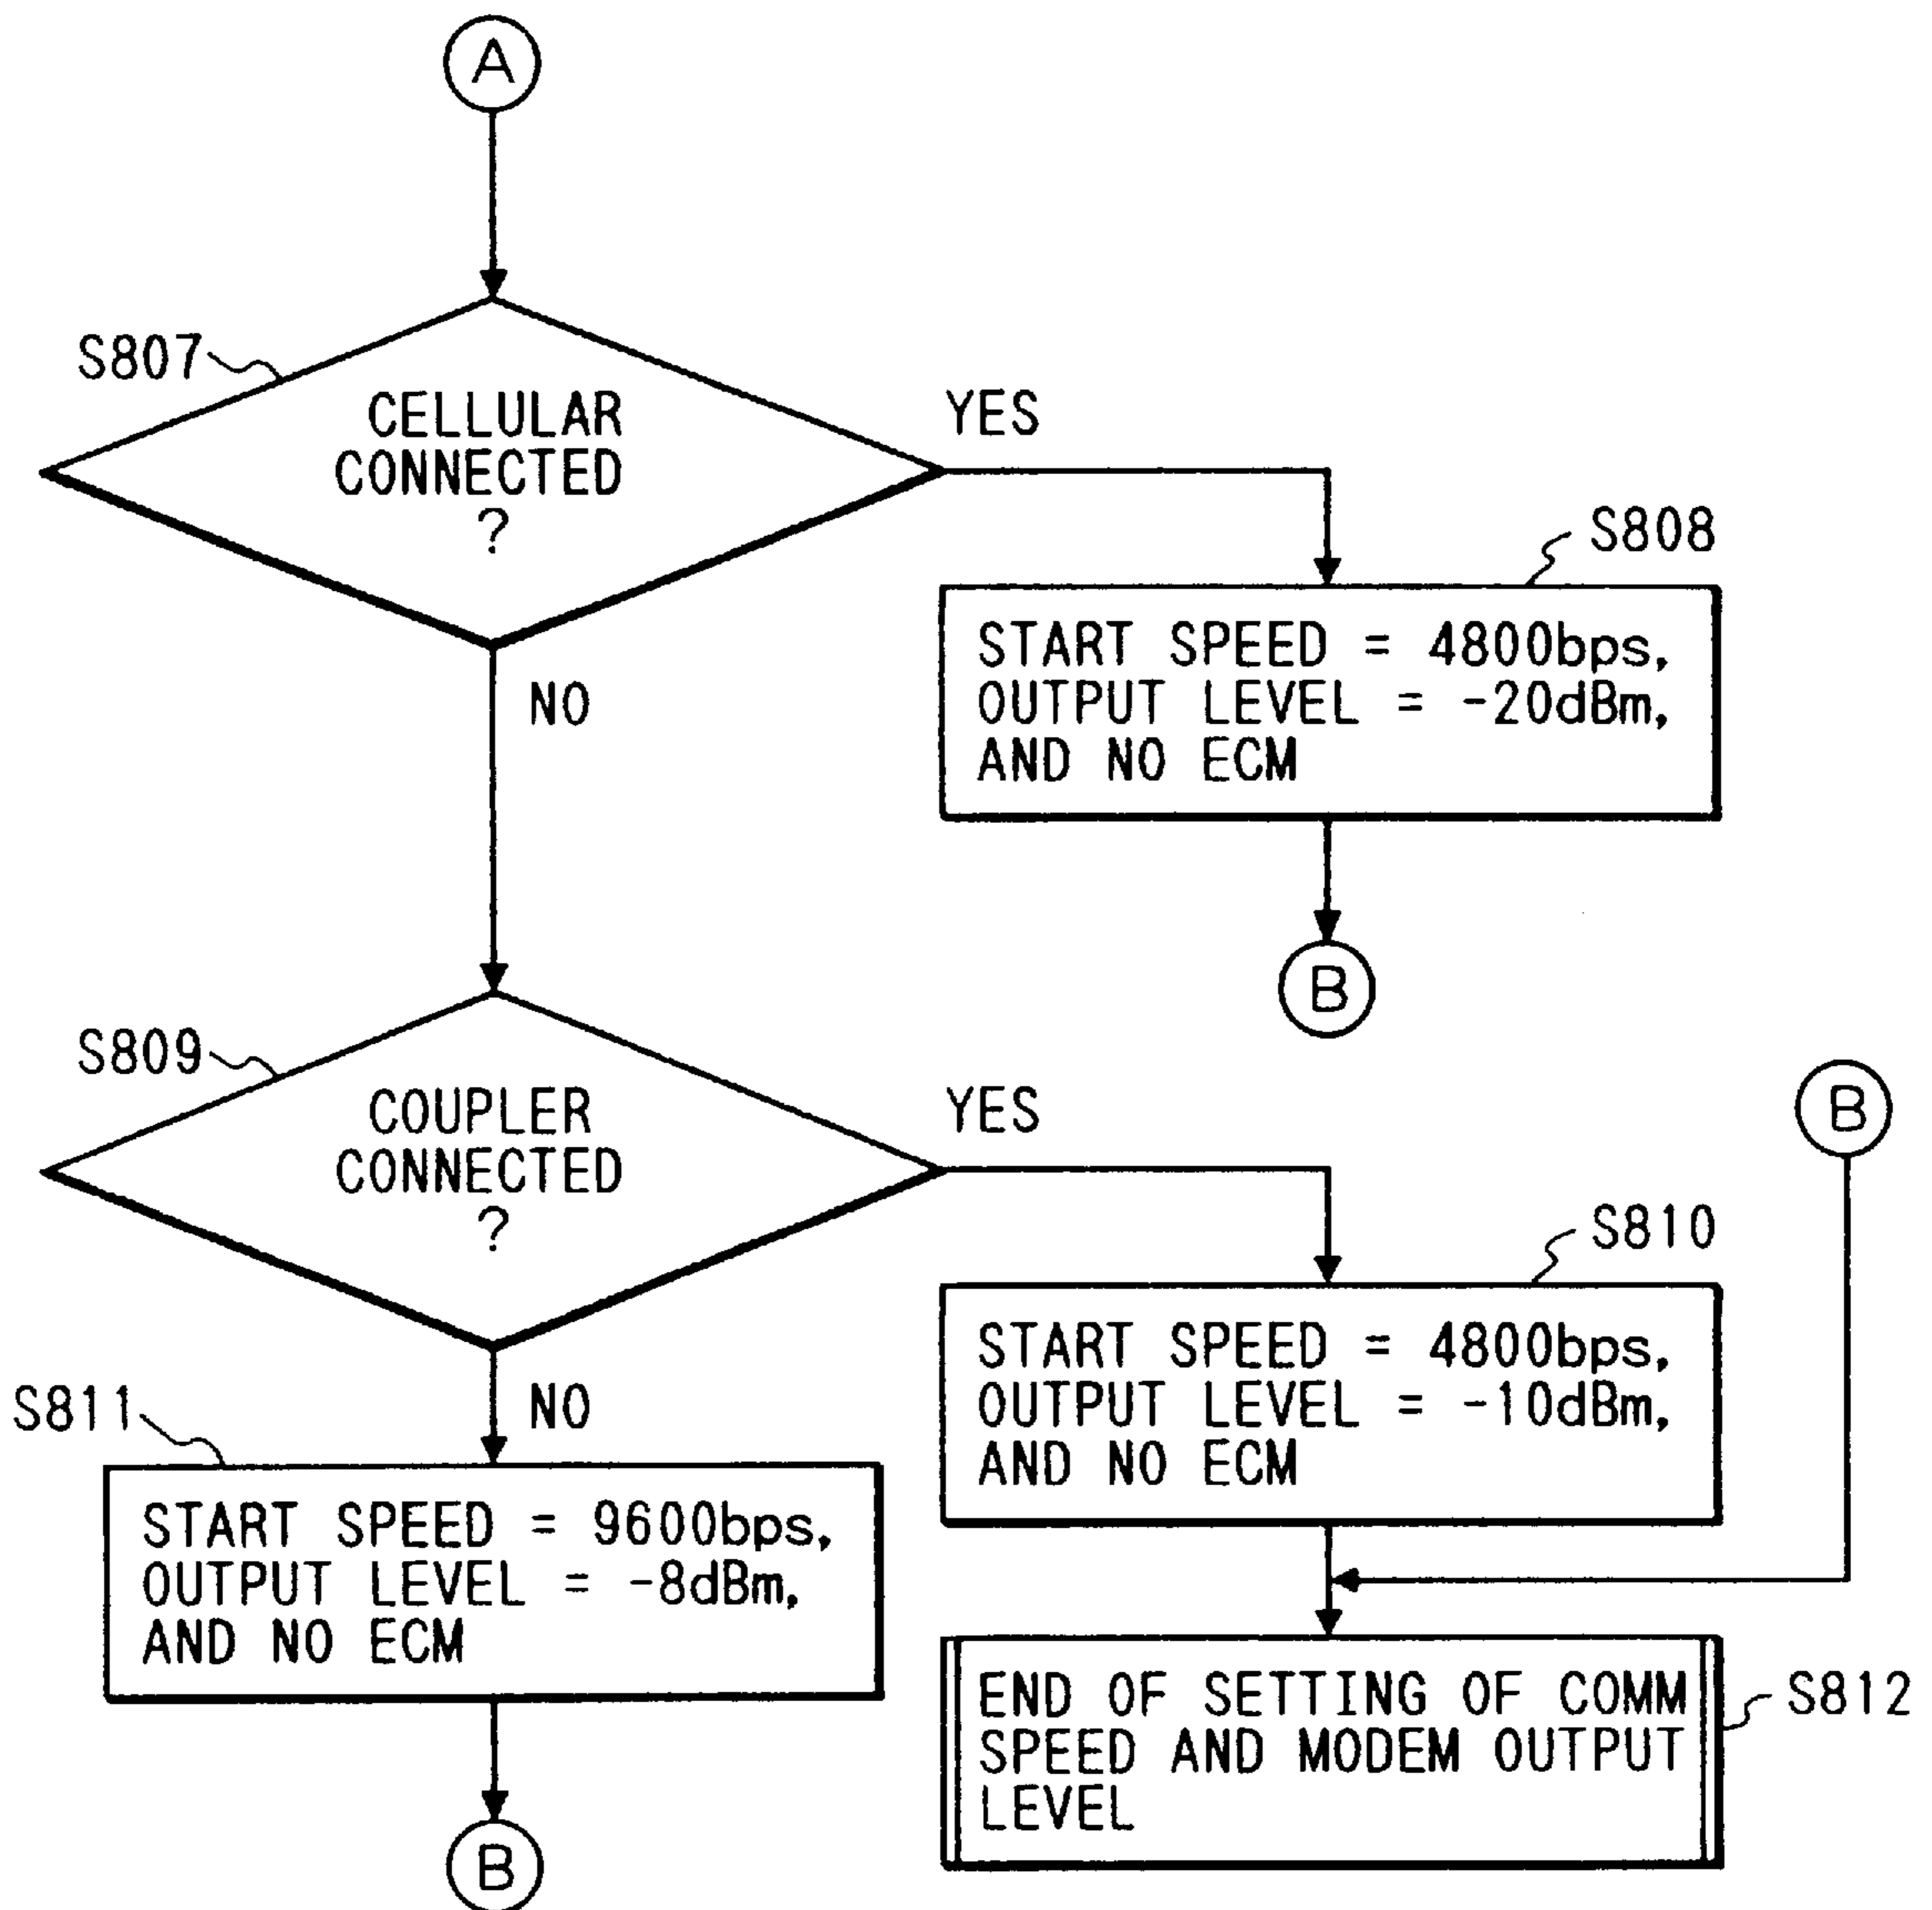 A
S807
CELLULAR
CONNECTED
?
YES
NO
S808
START SPEED = 4800bps,
OUTPUT LEVEL = -20dBm,
AND NO ECM
B
S809
COUPLER
CONNECTED
?
YES
NO
B
S810
START SPEED = 4800bps,
OUTPUT LEVEL = -10dBm,
AND NO ECM
S811
START SPEED = 9600bps,
OUTPUT LEVEL = -8dBm,
AND NO ECM
B
END OF SETTING OF COMM
SPEED AND MODEM OUTPUT
LEVEL
S812